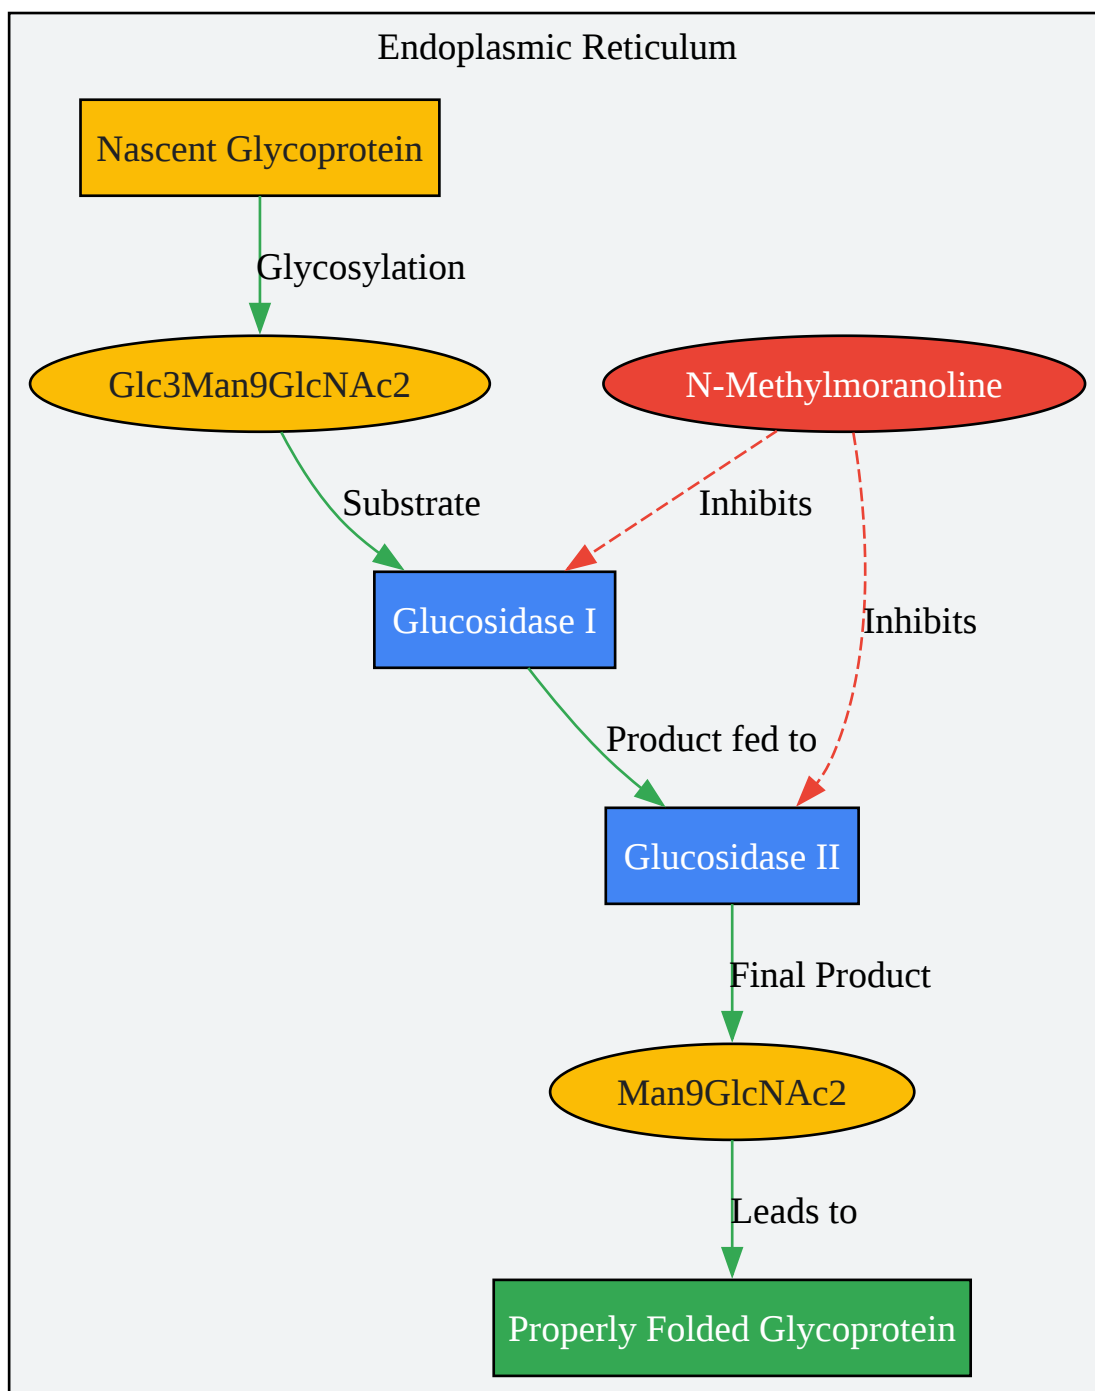 Endoplasmic Reticulum
Nascent Glycoprotein
Glycosylation
Glc3Man9GlcNAc2
N-Methylmoranoline
Substrate
Inhibits
Glucosidase I
Inhibits
Product fed to
Glucosidase II
Final Product
Man9GlcNAc2
Leads to
Properly Folded Glycoprotein